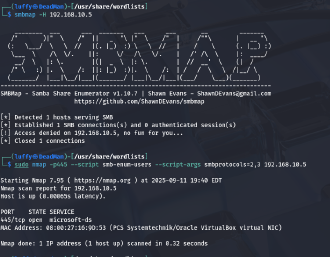 (luffy㉿DeadMan)-[/usr/share/wordlists]
$ smbmap -H 192.168.10.5
SMBMap - Samba Share Enumerator v1.10.7 | Shawn Evans - ShawnDEvans@gmail.com
https://github.com/ShawnDEvans/smbmap
[*] Detected 1 hosts serving SMB
[*] Established 1 SMB connections(s) and 0 authenticated session(s)
[!] Access denied on 192.168.10.5, no fun for you...
[*] Closed 1 connections
(luffy㉿DeadMan)-[/usr/share/wordlists]
$ sudo nmap -p445 --script smb-enum-users --script-args smbprotocols=2,3 192.168.10.5
Starting Nmap 7.95 ( https://nmap.org ) at 2025-09-11 19:40 EDT
Nmap scan report for 192.168.10.5
Host is up (0.00065s latency).
PORT STATE SERVICE
445/tcp open microsoft-ds
MAC Address: 08:00:27:16:9D:53 (PCS Systemtechnik/Oracle VirtualBox virtual NIC)
Nmap done: 1 IP address (1 host up) scanned in 0.32 seconds